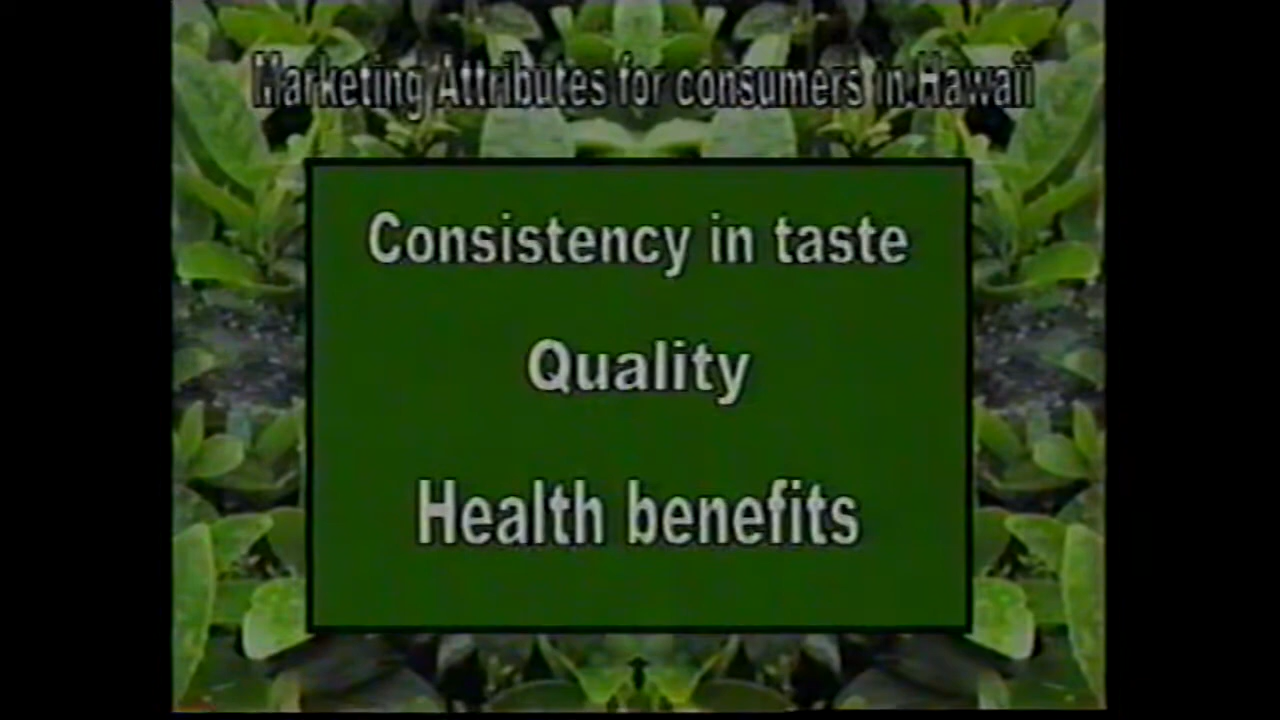 Marketing Attributes for consumers in Hawaii
Consistency in taste
Quality
Health benefits